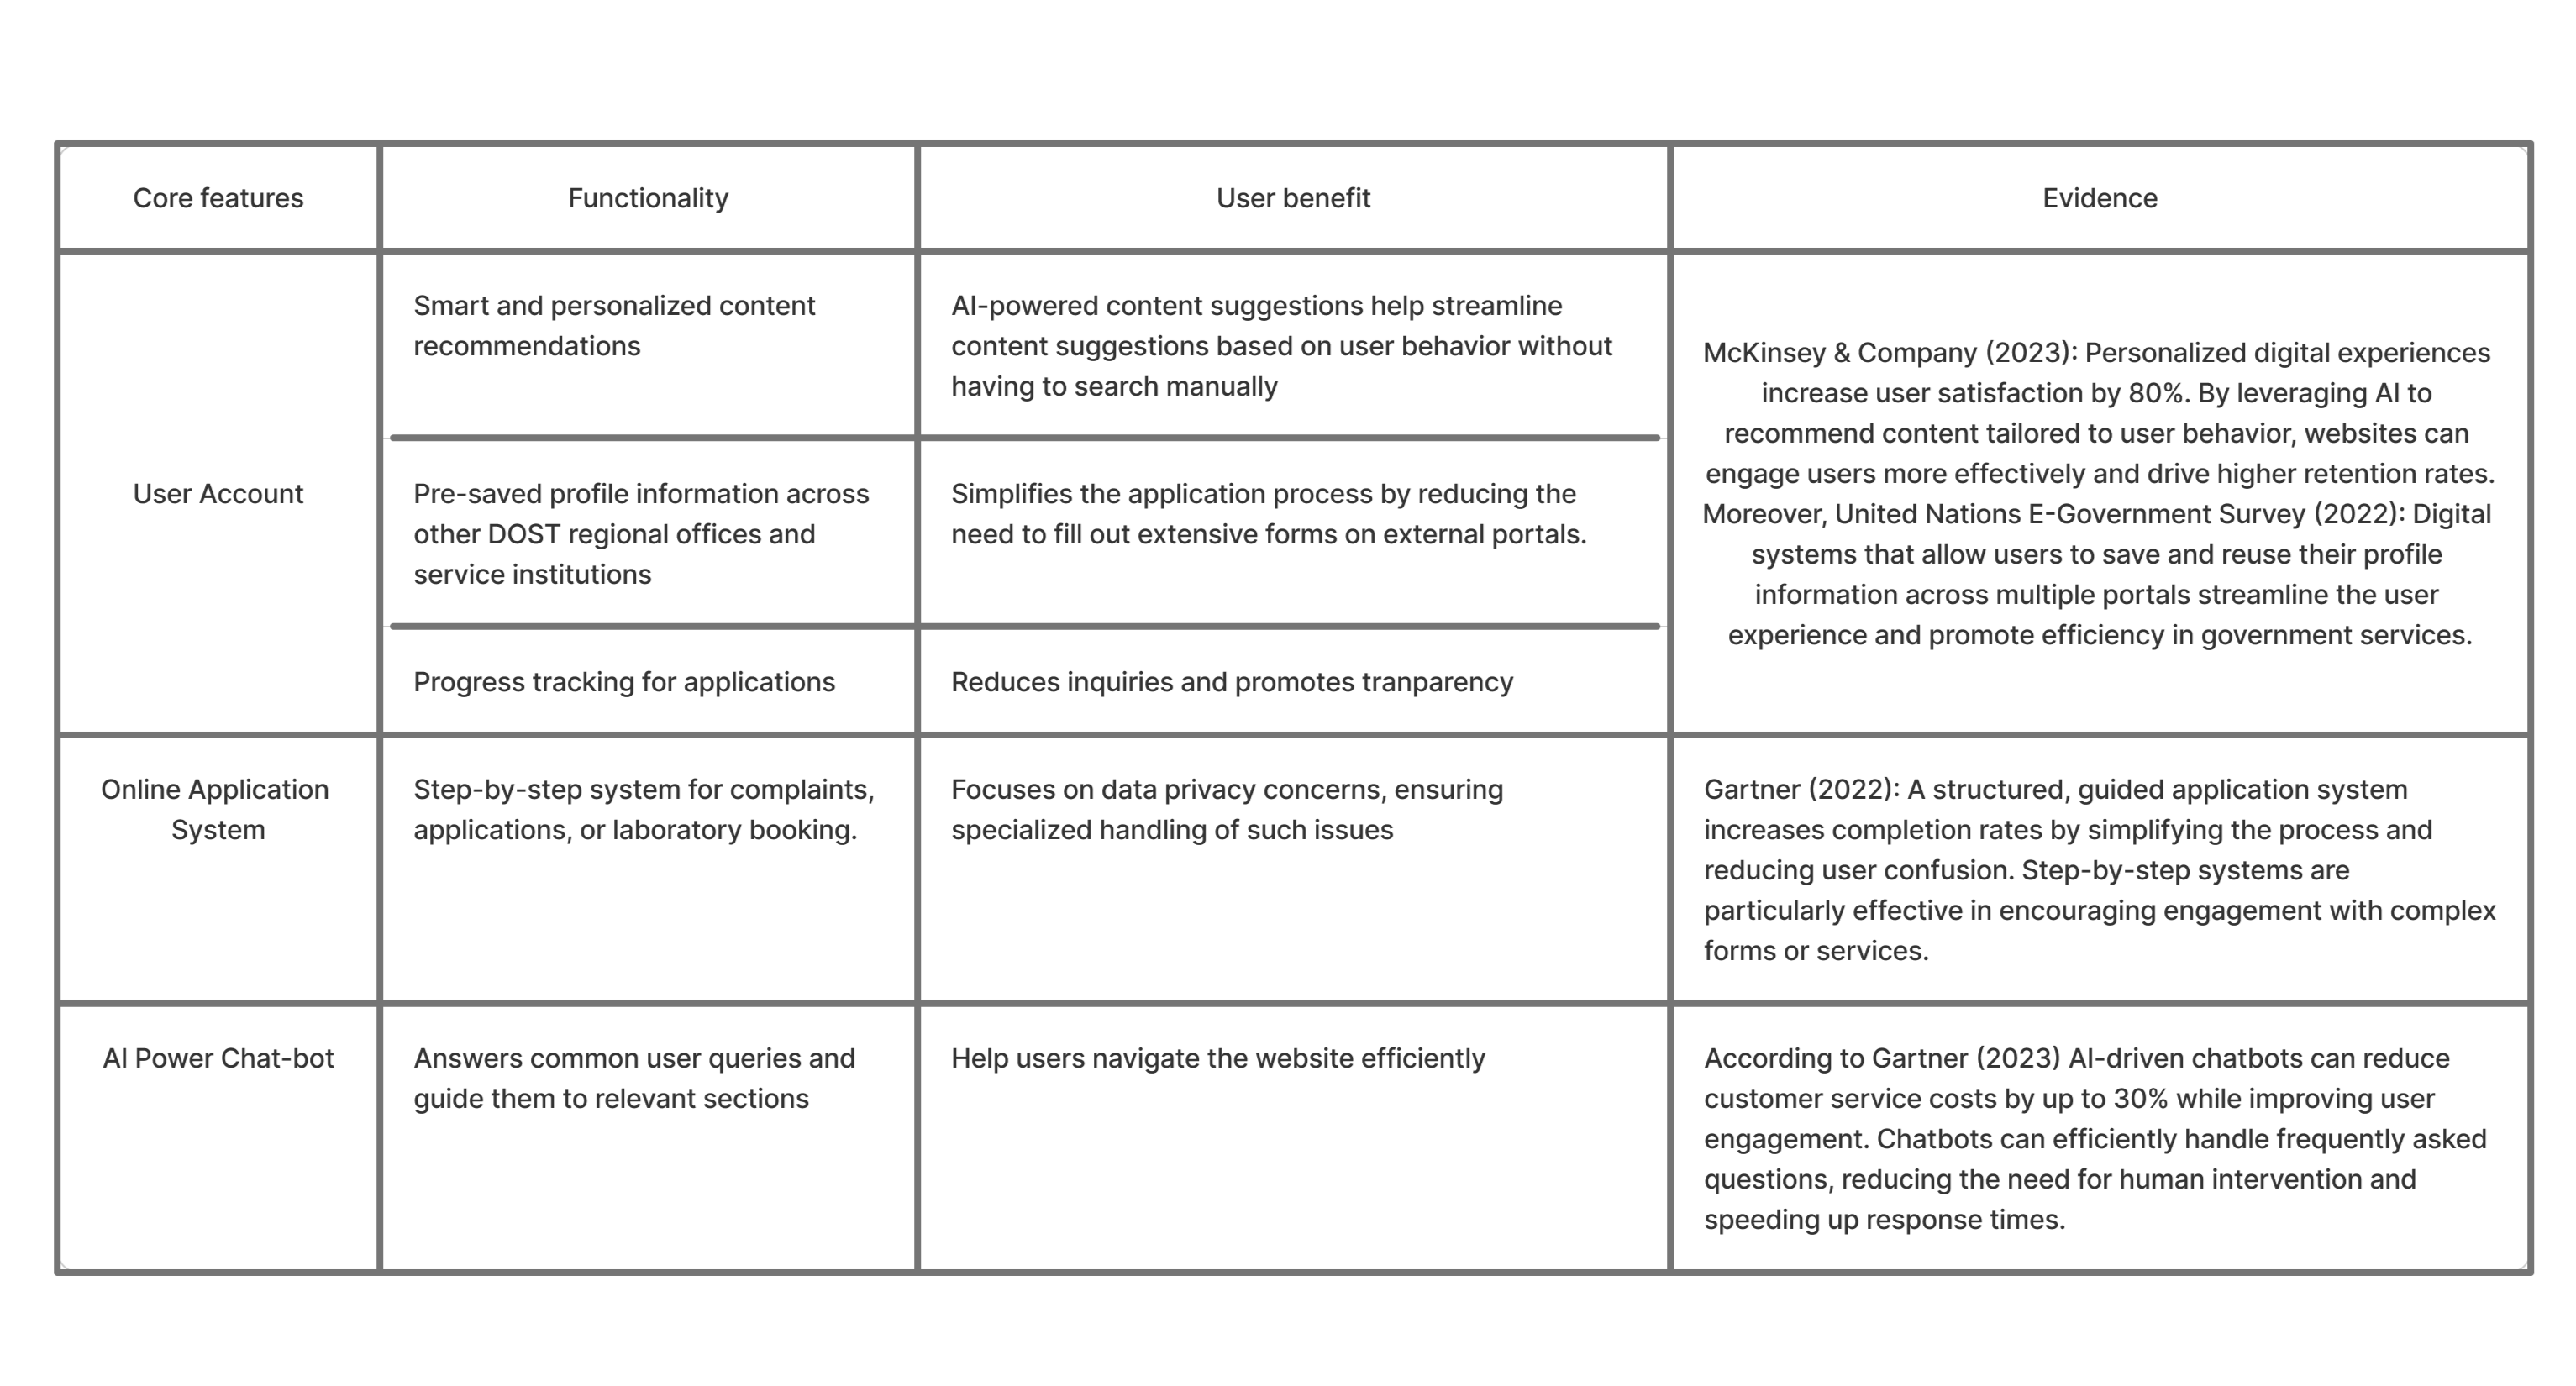 Core features
Functionality
User benefit
Evidence
User Account
Smart and personalized content
recommendations
AI-powered content suggestions help streamline
content suggestions based on user behavior without
having to search manually
Pre-saved profile information across
other DOST regional offices and
service institutions
Simplifies the application process by reducing the
need to fill out extensive forms on external portals.
Progress tracking for applications
Reduces inquiries and promotes tranparency
McKinsey & Company (2023): Personalized digital experiences
increase user satisfaction by 80%. By leveraging AI to
recommend content tailored to user behavior, websites can
engage users more effectively and drive higher retention rates.
Moreover, United Nations E-Government Survey (2022): Digital
systems that allow users to save and reuse their profile
information across multiple portals streamline the user
experience and promote efficiency in government services.
Online Application
System
Step-by-step system for complaints,
applications, or laboratory booking.
Focuses on data privacy concerns, ensuring
specialized handling of such issues
Gartner (2022): A structured, guided application system
increases completion rates by simplifying the process and
reducing user confusion. Step-by-step systems are
particularly effective in encouraging engagement with complex
forms or services.
AI Power Chat-bot
Answers common user queries and
guide them to relevant sections
Help users navigate the website efficiently
According to Gartner (2023) AI-driven chatbots can reduce
customer service costs by up to 30% while improving user
engagement. Chatbots can efficiently handle frequently asked
questions, reducing the need for human intervention and
speeding up response times.